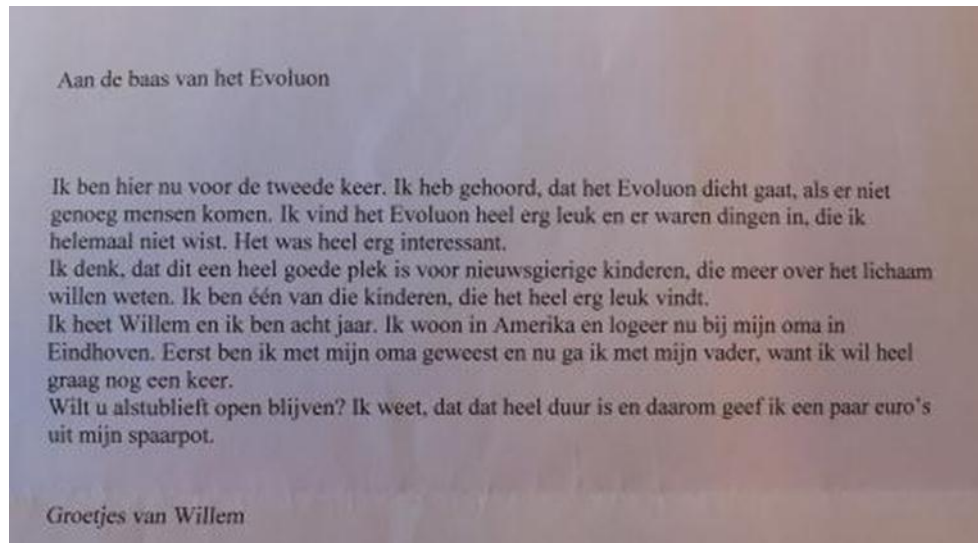 Aan de baas van het Evoluon
Ik ben hier nu voor de tweede keer. Ik heb gehoord, dat het Evoluon dicht gaat, als er niet
genoeg mensen komen. Ik vind het Evoluon heel erg leuk en er waren dingen in, die ik
helemaal niet wist. Het was heel erg interessant.
Ik denk, dat dit een heel goede plek is voor nieuwsgierige kinderen, die meer over het lichaam
willen weten. Ik ben één van die kinderen, die het heel erg leuk vindt.
Ik heet Willem en ik ben acht jaar. Ik woon in Amerika en logeer nu bij mijn oma in
Eindhoven. Eerst ben ik met mijn oma geweest en nu ga ik met mijn vader, want ik wil heel
graag nog een keer.
Wilt u alstublieft open blijven? Ik weet, dat dat heel duur is en daarom geef ik een paar euro's
uit mijn spaarpot.
Groetjes van Willem